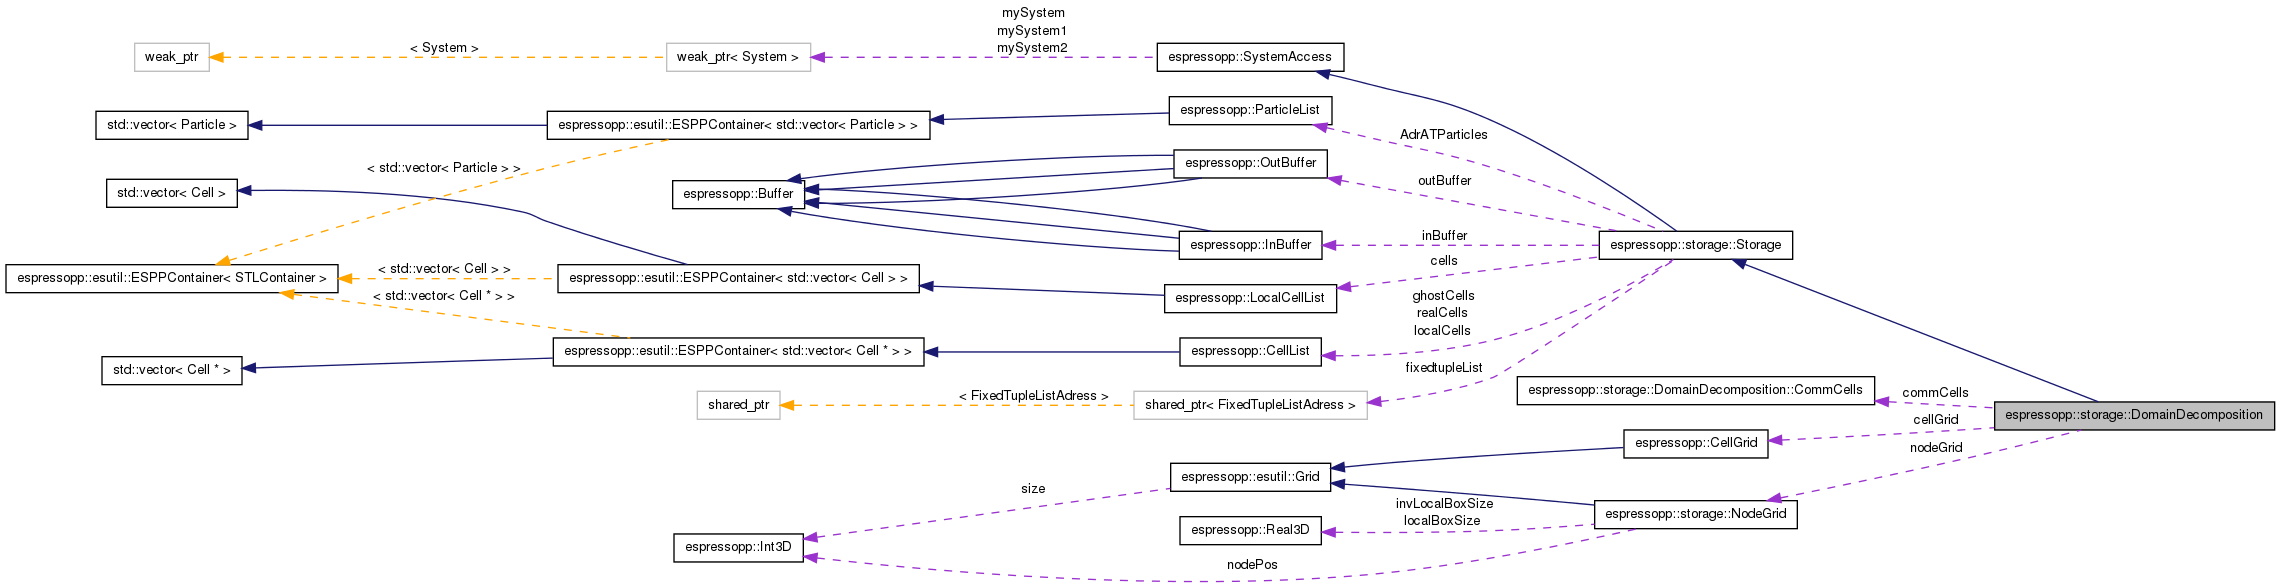 mySystem
mySystem1
mySystem2
< System >
weak_ptr
weak_ptr< System >
espressopp::SystemAccess
espressopp::ParticleList
std::vector< Particle >
espressopp::esutil::ESPPContainer< std::vector< Particle > >
AdrATParticles
< std::vector< Particle > >
espressopp::OutBuffer
outBuffer
std::vector< Cell >
espressopp::Buffer
inBuffer
espressopp::InBuffer
espressopp::storage::Storage
cells
< std::vector< Cell > >
espressopp::esutil::ESPPContainer< STLContainer >
espressopp::esutil::ESPPContainer< std::vector< Cell > >
< std::vector< Cell * > >
espressopp::LocalCellList
ghostCells
realCells
localCells
espressopp::esutil::ESPPContainer< std::vector< Cell * > >
espressopp::CellList
std::vector< Cell * >
fixedtupleList
espressopp::storage::DomainDecomposition::CommCells
commCells
< FixedTupleListAdress >
shared_ptr
shared_ptr< FixedTupleListAdress >
espressopp::storage::DomainDecomposition
cellGrid
espressopp::CellGrid
nodeGrid
espressopp::esutil::Grid
size
invLocalBoxSize
localBoxSize
espressopp::storage::NodeGrid
espressopp::Real3D
espressopp::Int3D
nodePos